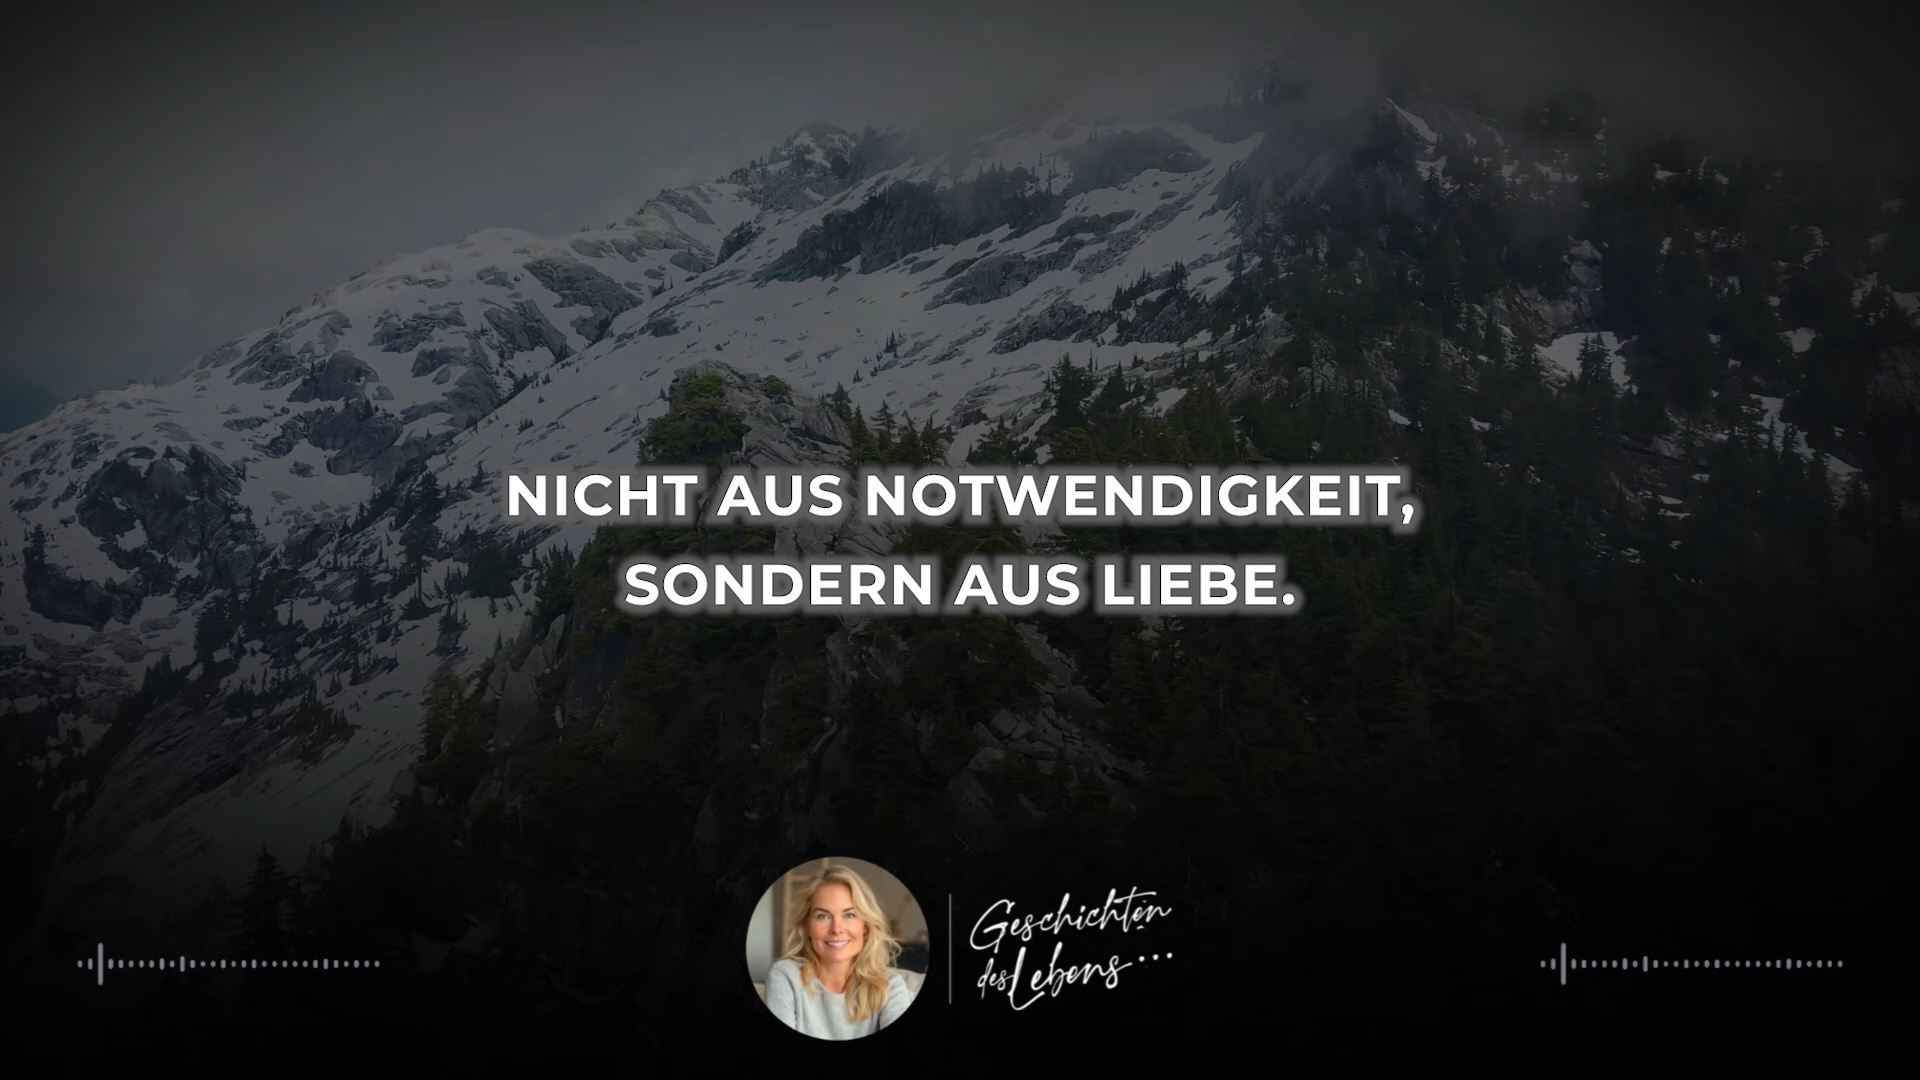 NICHT AUS NOTWENDIGKEIT,
SONDERN AUS LIEBE.
Geschichten
des Lebens...